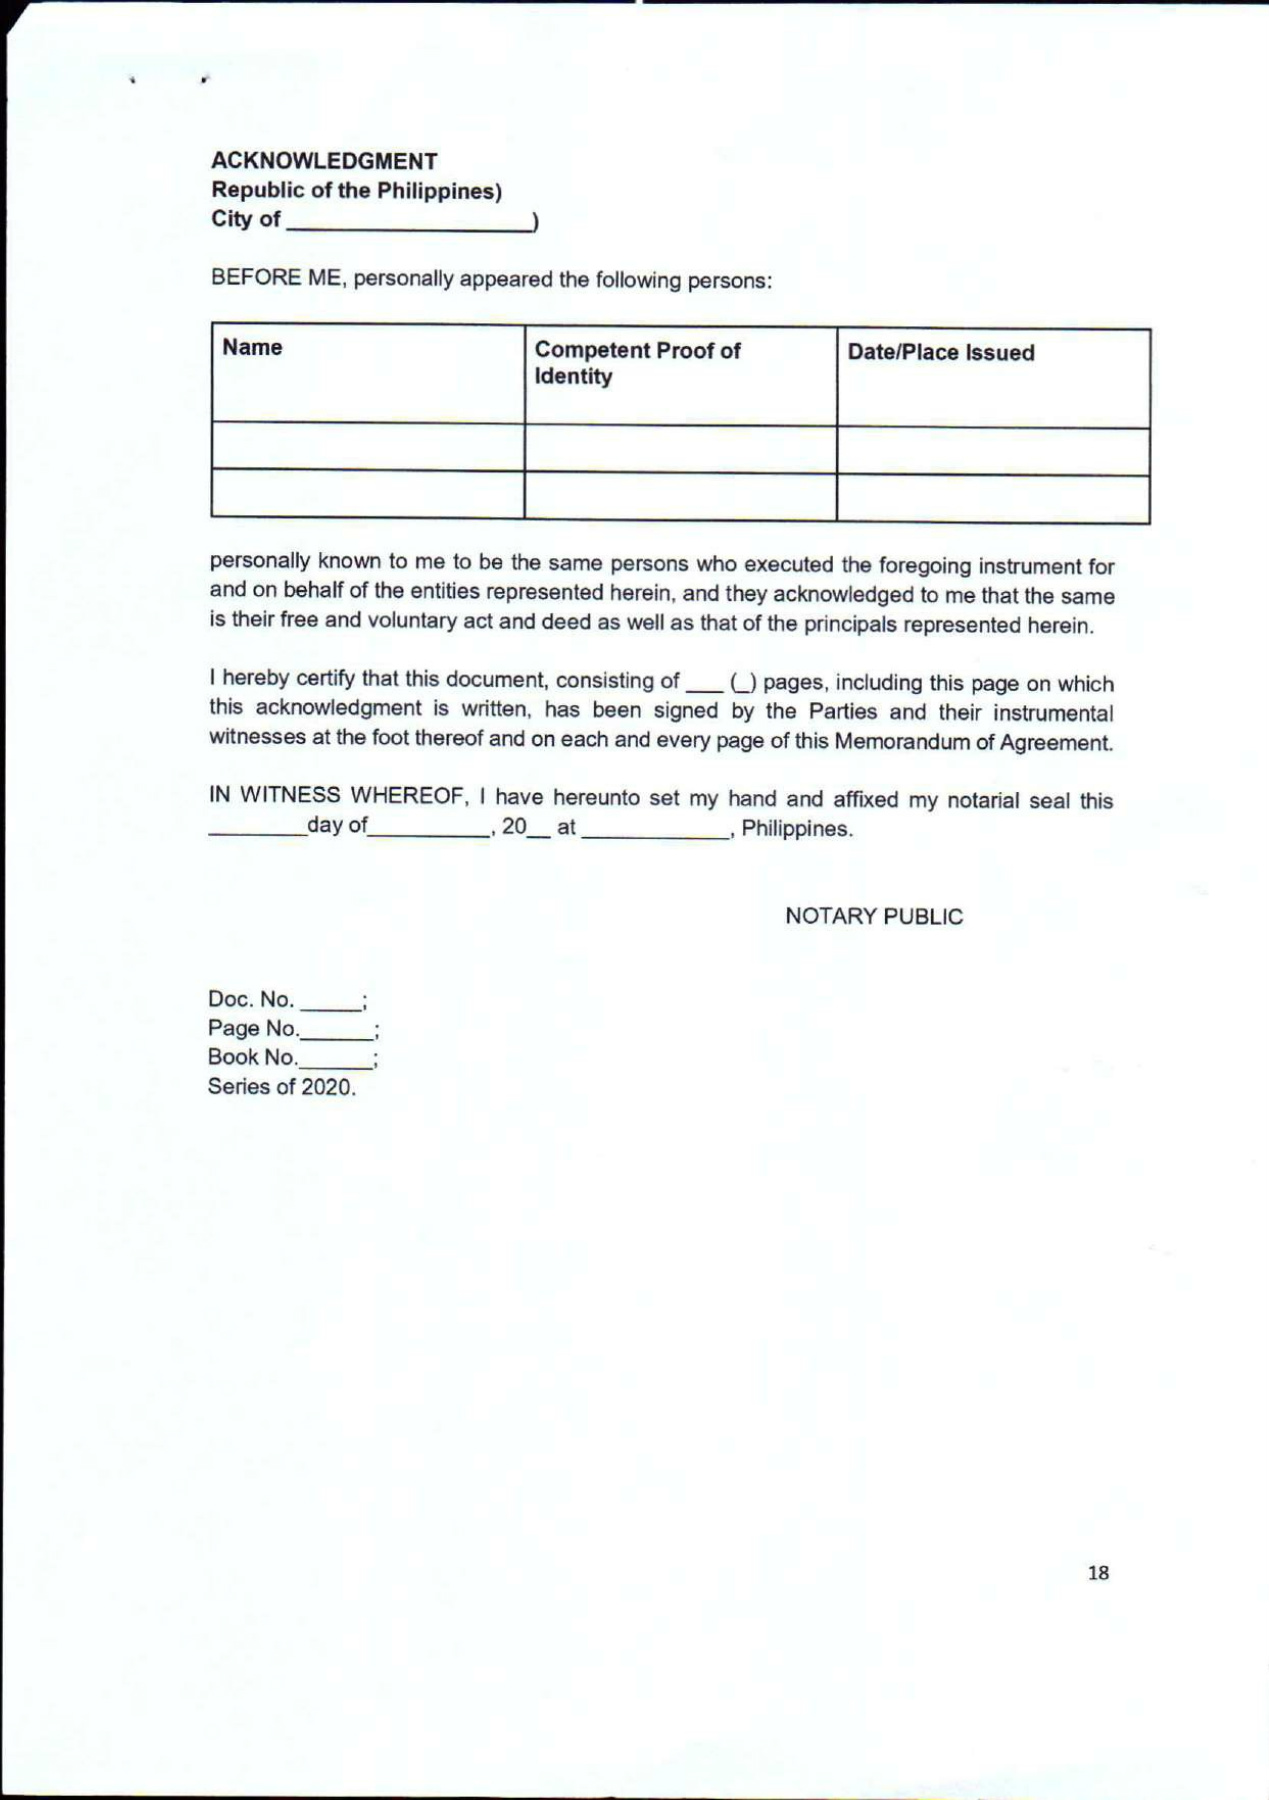 ACKNOWLEDGMENT
Republic of the Philippines)
City of ______________________)
BEFORE ME, personally appeared the following persons:
Name
Competent Proof of
Identity
Date/Place Issued
personally known to me to be the same persons who executed the foregoing instrument for
and on behalf of the entities represented herein, and they acknowledged to me that the same
is their free and voluntary act and deed as well as that of the principals represented herein.
I hereby certify that this document, consisting of ___ (_) pages, including this page on which
this acknowledgment is written, has been signed by the Parties and their instrumental
witnesses at the foot thereof and on each and every page of this Memorandum of Agreement.
IN WITNESS WHEREOF, I have hereunto set my hand and affixed my notarial seal this
________day of__________, 20__ at ____________, Philippines.
NOTARY PUBLIC
Doc. No. _____;
Page No.______;
Book No.______;
Series of 2020.
18